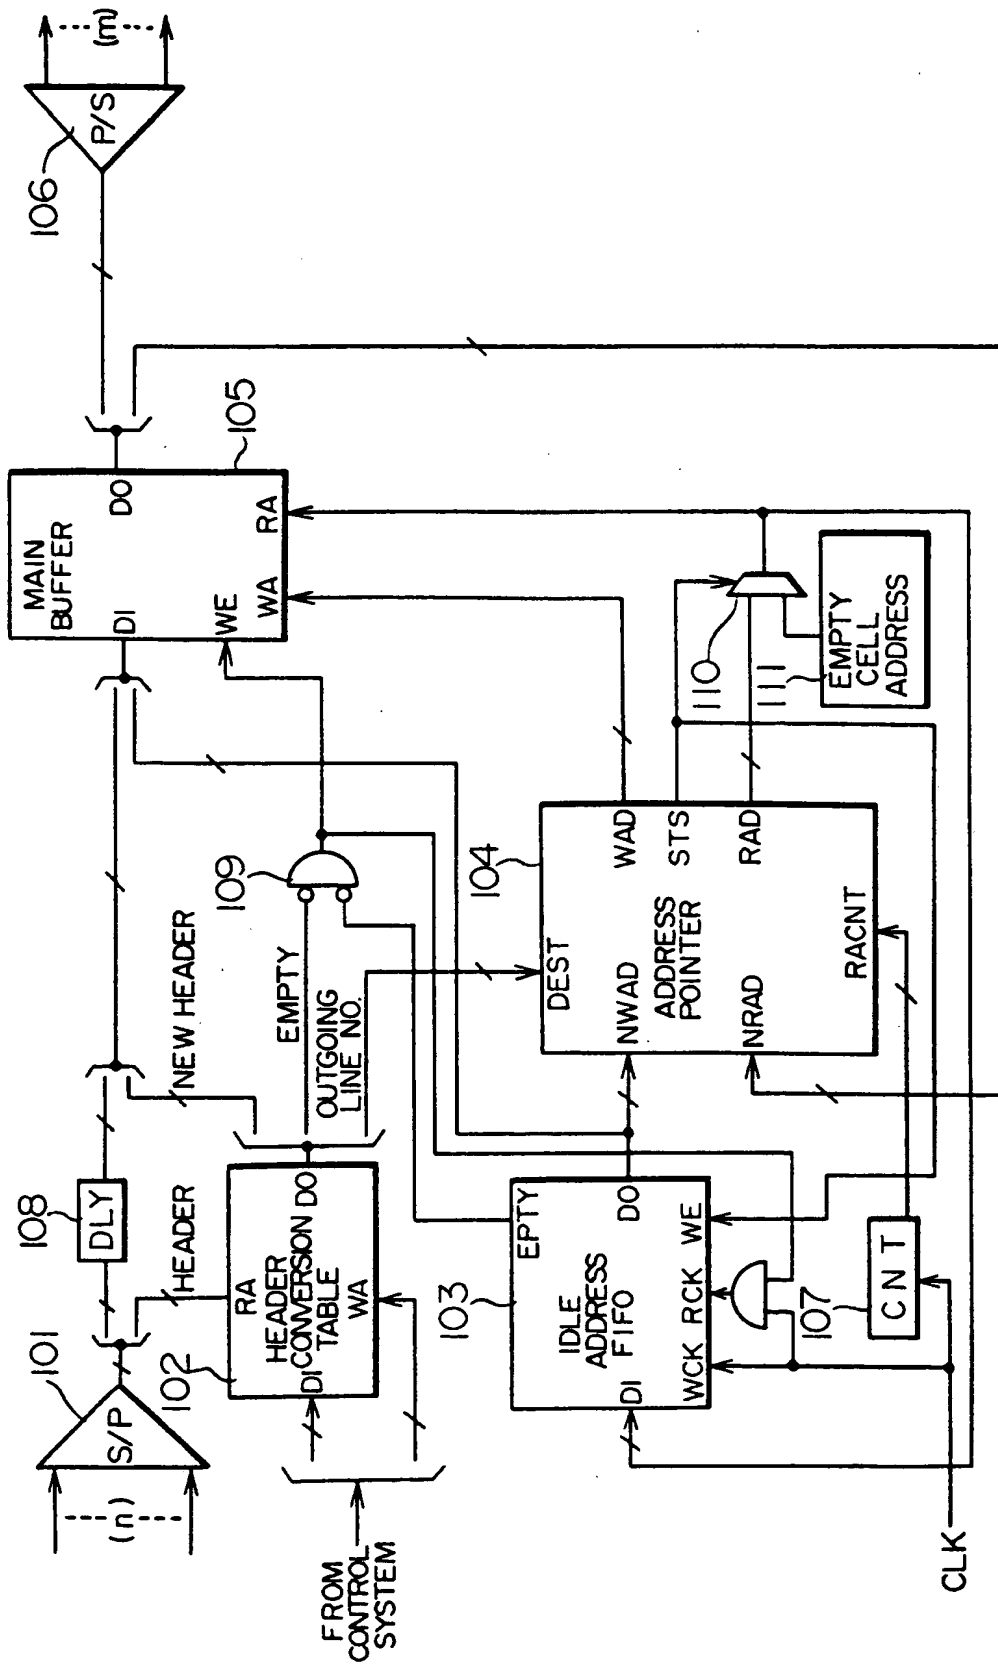 101
S/P
(n)
108
DLY
HEADER
NEW HEADER
102
RA
HEADER
CONVERSION
TABLE
DI
DO
WA
FROM
CONTROL
SYSTEM
EMPTY
OUTGOING
LINE NO.
109
MAIN
BUFFER
DI
DO
WE
WA
RA
105
106
P/S
(m)
103
EPTY
IDLE
ADDRESS
FIFO
DI
DO
WCK
RCK
WE
104
DEST
NWAD
ADDRESS
POINTER
NRAD
RACNT
WAD
STS
RAD
110
111
EMPTY
CELL
ADDRESS
107
CNT
CLK